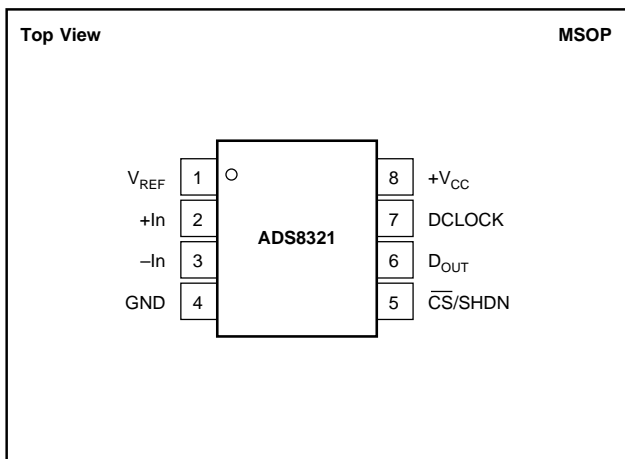 Top View MSOP
V_REF 1 8 +V_CC
+In 2 7 DCLOCK
ADS8321
–In 3 6 D_OUT
GND 4 5 C̅S̅/SHDN